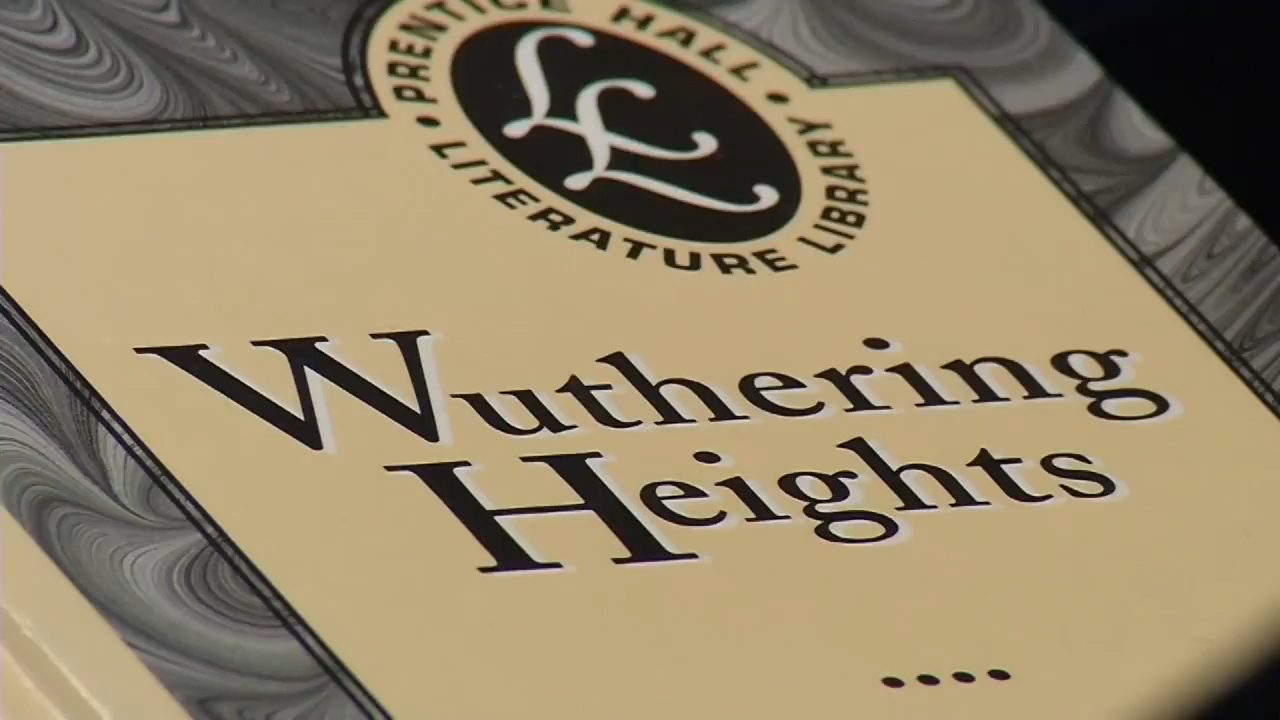 • PRENTICE HALL •
LITERATURE LIBRARY
LL
Wuthering
Heights
....